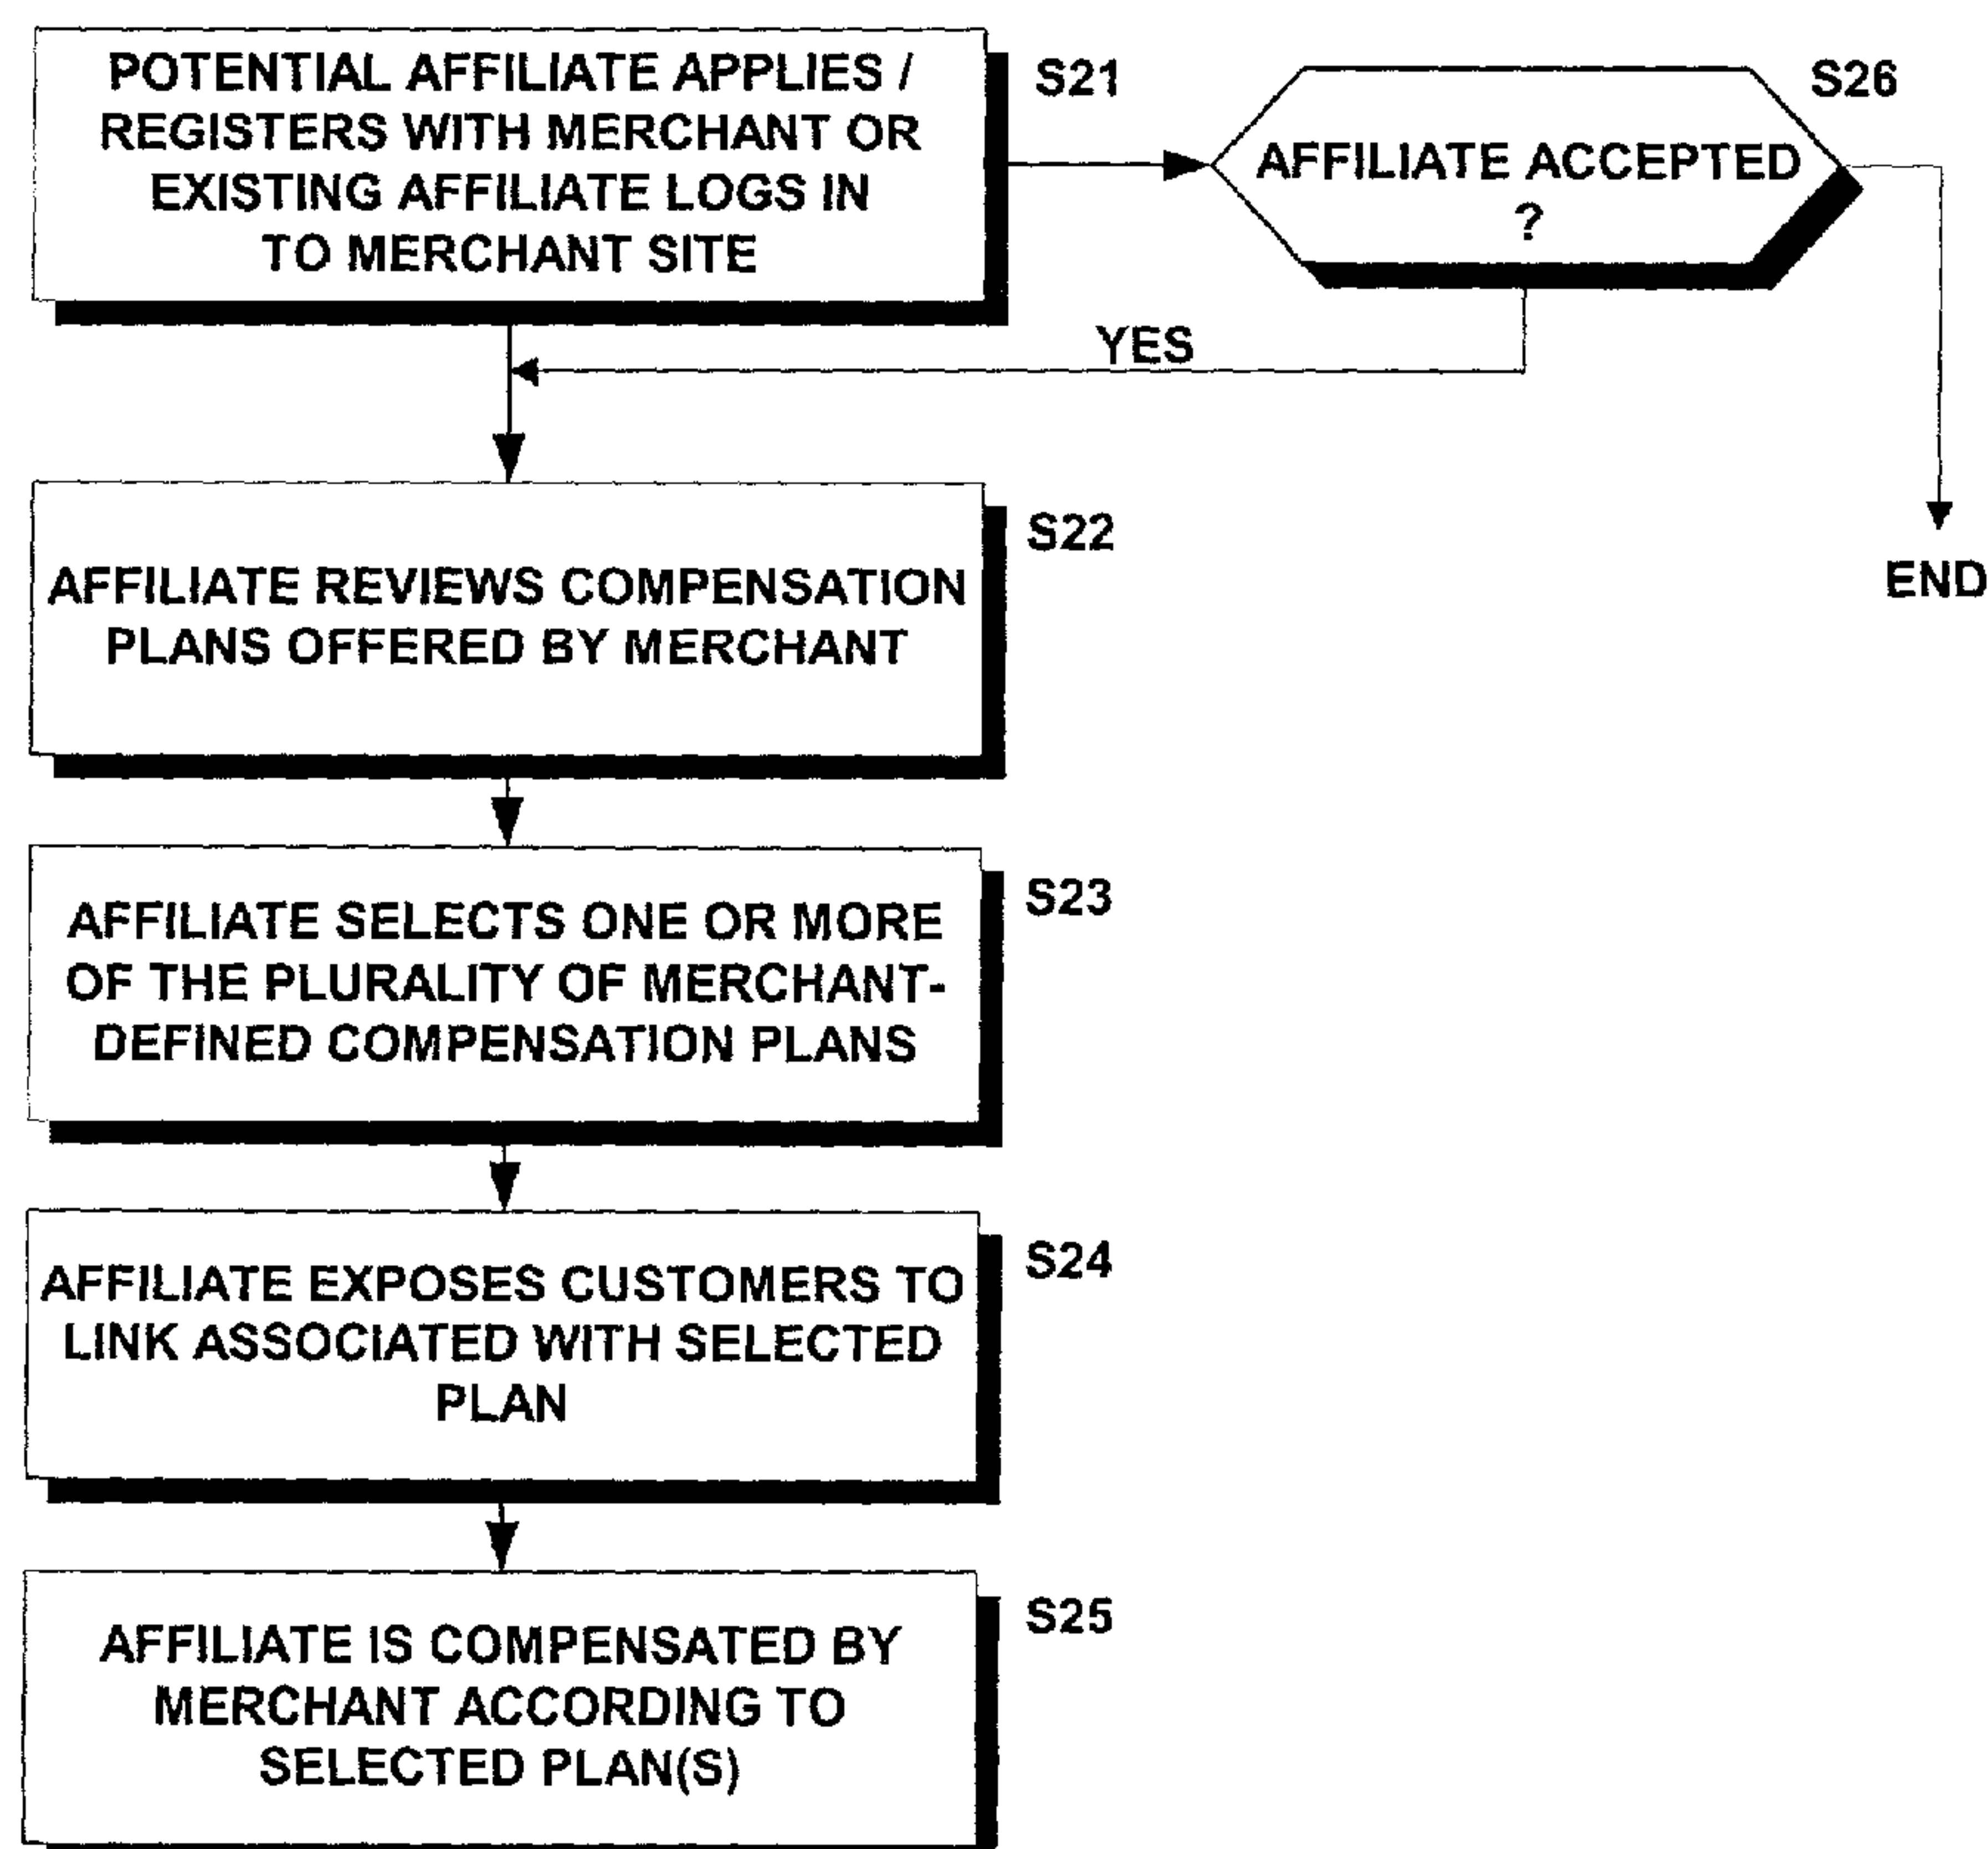 POTENTIAL AFFILIATE APPLIES /
REGISTERS WITH MERCHANT OR
EXISTING AFFILIATE LOGS IN
TO MERCHANT SITE
S21
AFFILIATE ACCEPTED
?
S26
YES
END
AFFILIATE REVIEWS COMPENSATION
PLANS OFFERED BY MERCHANT
S22
AFFILIATE SELECTS ONE OR MORE
OF THE PLURALITY OF MERCHANT-
DEFINED COMPENSATION PLANS
S23
AFFILIATE EXPOSES CUSTOMERS TO
LINK ASSOCIATED WITH SELECTED
PLAN
S24
AFFILIATE IS COMPENSATED BY
MERCHANT ACCORDING TO
SELECTED PLAN(S)
S25